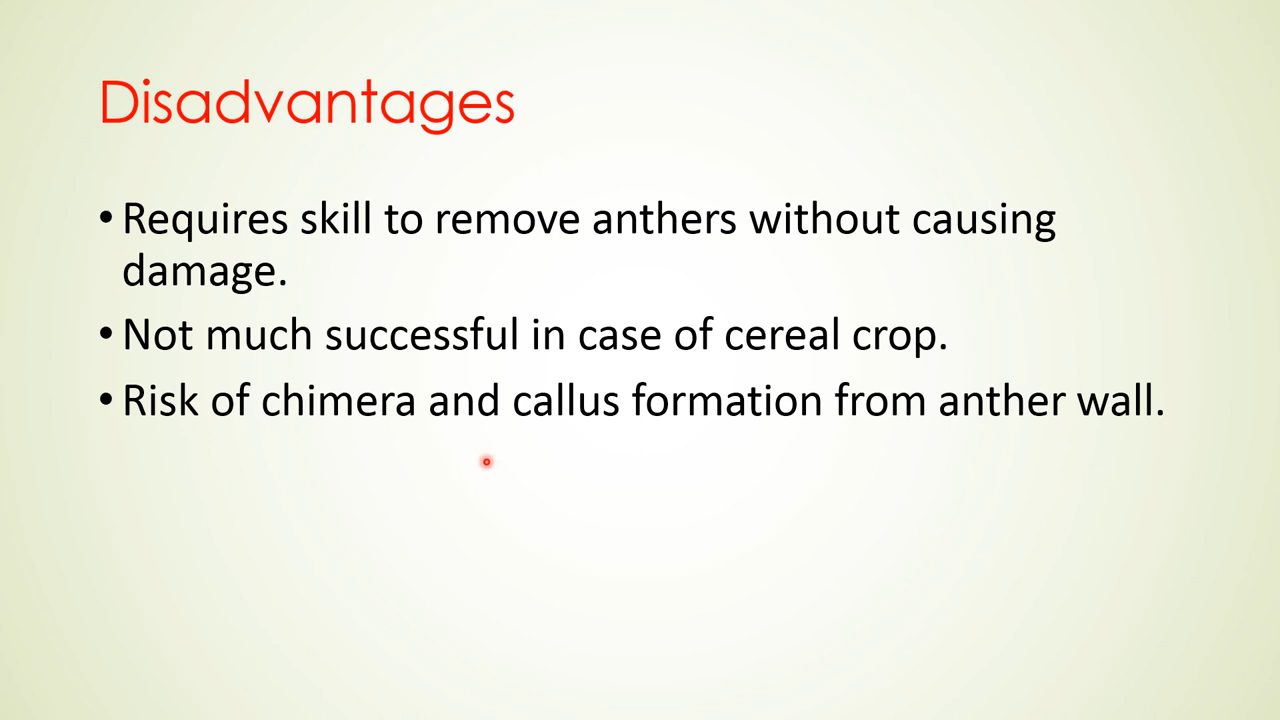 Disadvantages
• Requires skill to remove anthers without causing
damage.
• Not much successful in case of cereal crop.
• Risk of chimera and callus formation from anther wall.